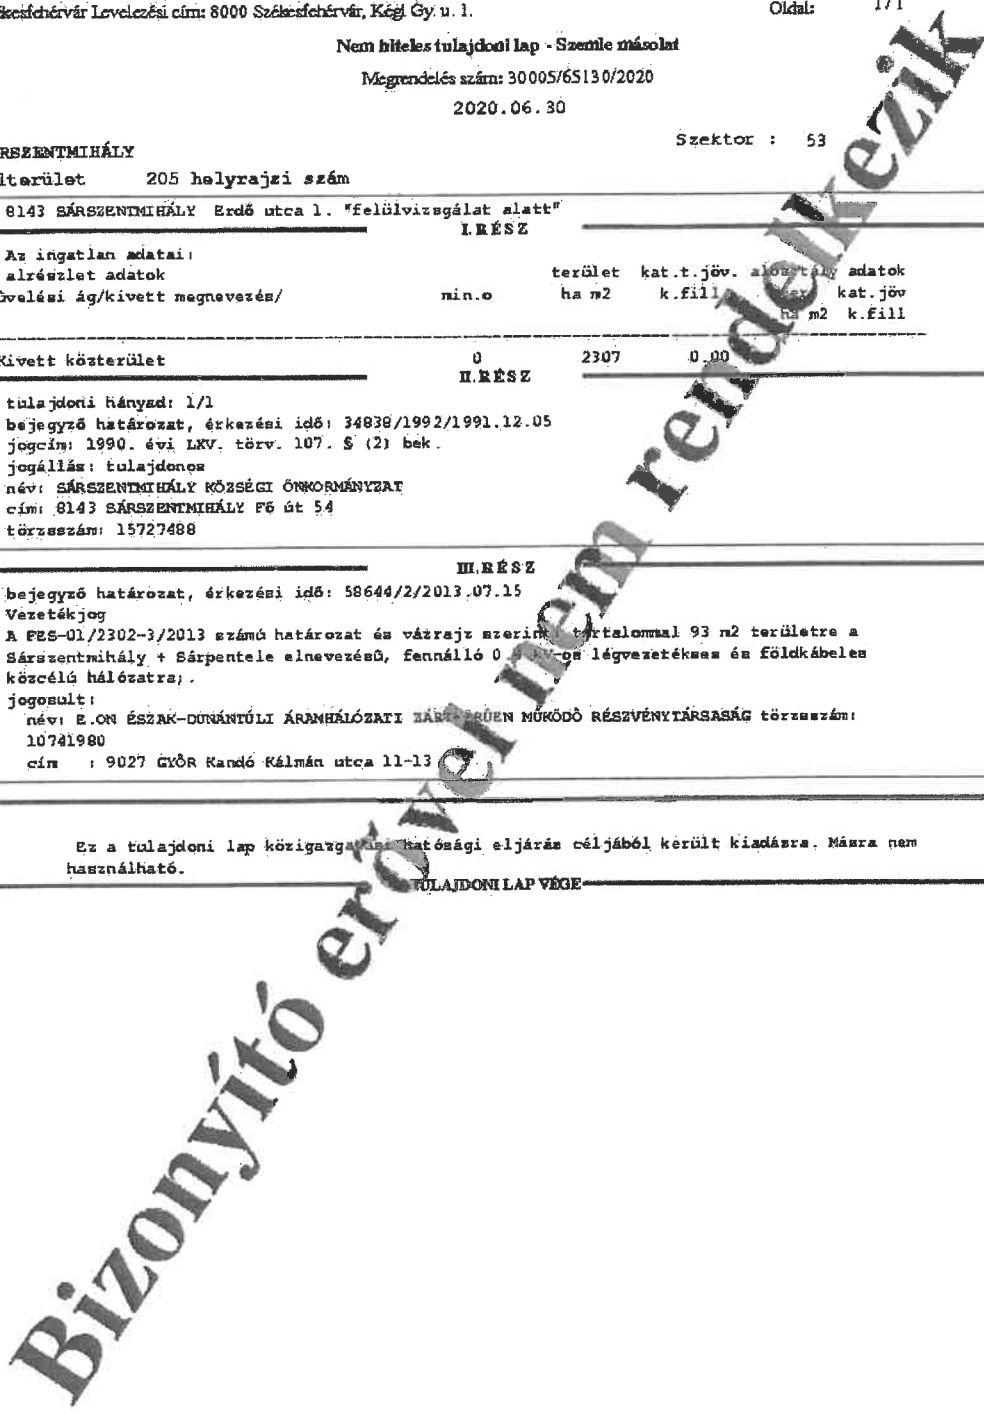 Székesfehérvár Levelezési cím: 8000 Székesfehérvár, Kégl Gy. u. 1.
Oldal: 1 / 1
Nem hiteles tulajdoni lap - Szemle másolat
Megrendelés szám: 30005/65130/2020
2020.06.30
Szektor : 53
RSZENTMIHÁLY
lterület 205 helyrajzi szám
8143 SÁRSZENTMIHÁLY Erdő utca 1. "felülvizsgálat alatt"
I.RÉSZ
Az ingatlan adatai:
alrészlet adatok terület kat.t.jöv. alosztály adatok
űvelési ág/kivett megnevezés/ min.o ha m2 k.fill kat.jöv
ha m2 k.fill
Kivett közterület 0 2307 0.00
II.RÉSZ
tulajdoni hányad: 1/1
bejegyző határozat, érkezési idő: 34838/1992/1991.12.05
jogcím: 1990. évi LXV. törv. 107. § (2) bek.
jogállás: tulajdonos
név: SÁRSZENTMIHÁLY KÖZSÉGI ÖNKORMÁNYZAT
cím: 8143 SÁRSZENTMIHÁLY Fő út 54
törzsszám: 15727488
III.RÉSZ
bejegyző határozat, érkezési idő: 58644/2/2013.07.15
Vezetékjog
A FES-01/2302-3/2013 számú határozat és vázrajz szerinti tartalommal 93 m2 területre a
Sárszentmihály + Sárpentele elnevezésű, fennálló 0.4 kV-os légvezetékes és földkábeles
közcélú hálózatra;.
jogosult:
név: E.ON ÉSZAK-DUNÁNTÚLI ÁRAMHÁLÓZATI ZÁRTKÖRŰEN MŰKÖDŐ RÉSZVÉNYTÁRSASÁG törzsszám:
10741980
cím : 9027 GYŐR Kandó Kálmán utca 11-13
Ez a tulajdoni lap közigazgatási hatósági eljárás céljából került kiadásra. Másra nem
használható.
TULAJDONI LAP VÉGE
Bizonyító erővel nem rendelkezik